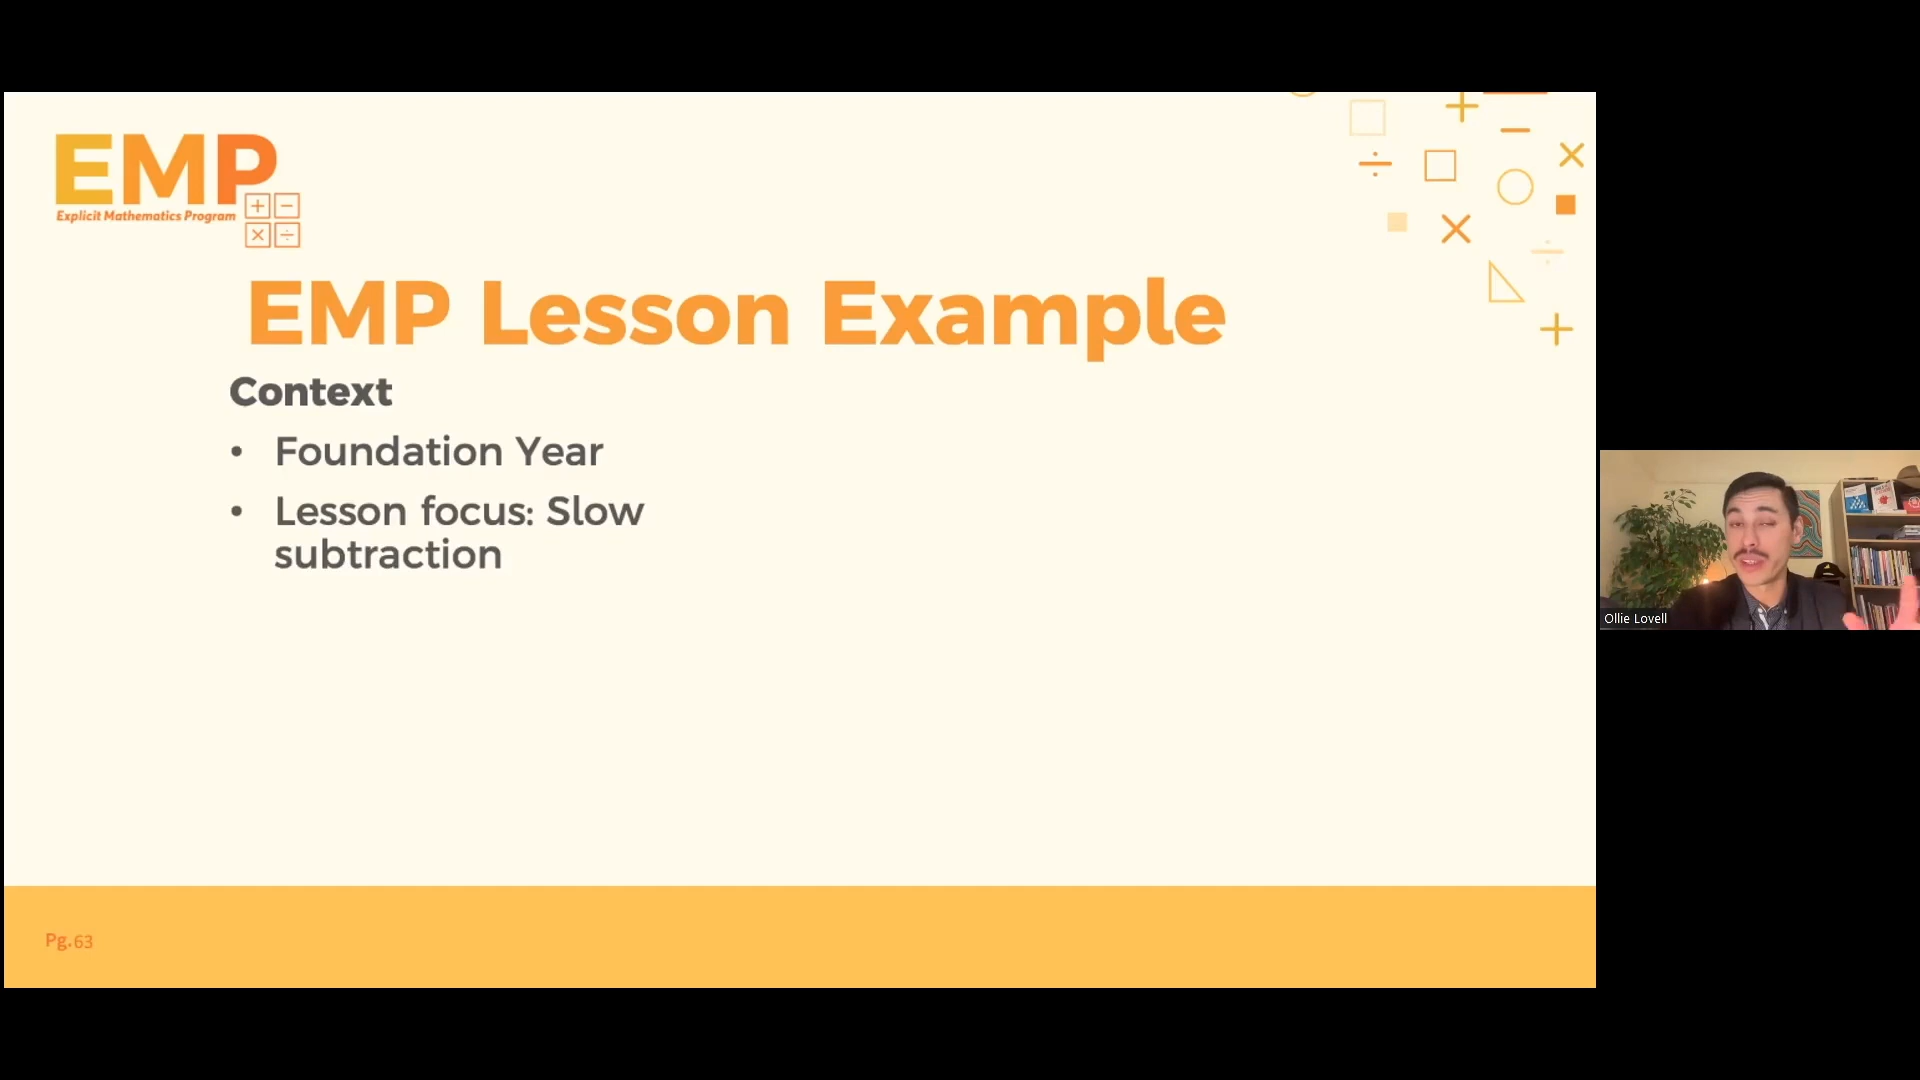 EMP
Explicit Mathematics Program
EMP Lesson Example
Context
• Foundation Year
• Lesson focus: Slow
subtraction
Pg.63
Ollie Lovell